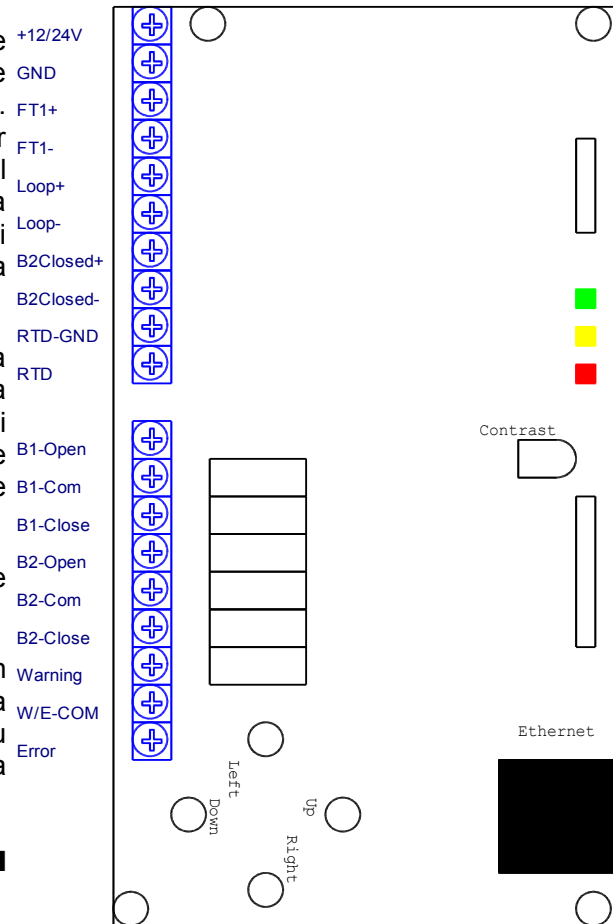 +12/24V
GND
FT1+
FT1-
Loop+
Loop-
B2Closed+
B2Closed-
RTD-GND
RTD
B1-Open
B1-Com
B1-Close
B2-Open
B2-Com
B2-Close
Warning
W/E-COM
Error
Contrast
Ethernet
Left
Down
Up
Right